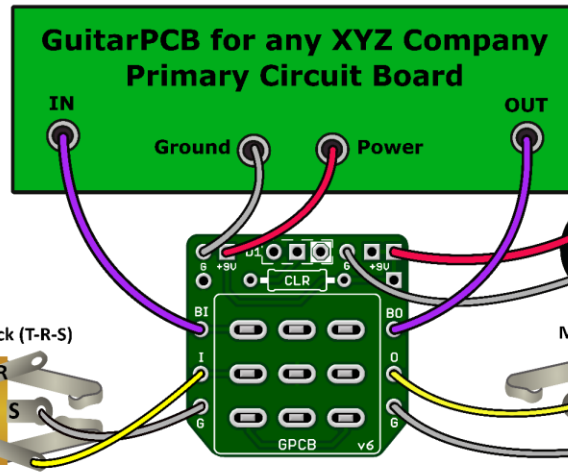 GuitarPCB for any XYZ Company
Primary Circuit Board
IN
OUT
Ground
Power
G
+9V
D1
G
+9V
CLR
BI
BO
ck (T-R-S)
R
I
O
S
G
G
GPCB
v6